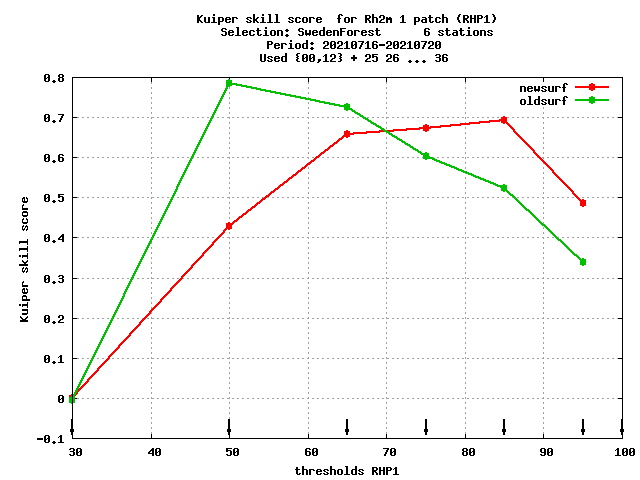 Kuiper skill score  for Rh2m 1 patch (RHP1)
Selection: SwedenForest      6 stations
Period: 20210716-20210720
Used {00,12} + 25 26 ... 36
newsurf
oldsurf
0.8
0.7
0.6
0.5
0.4
0.3
0.2
0.1
0
-0.1
Kuiper skill score
30 40 50 60 70 80 90 100
thresholds RHP1